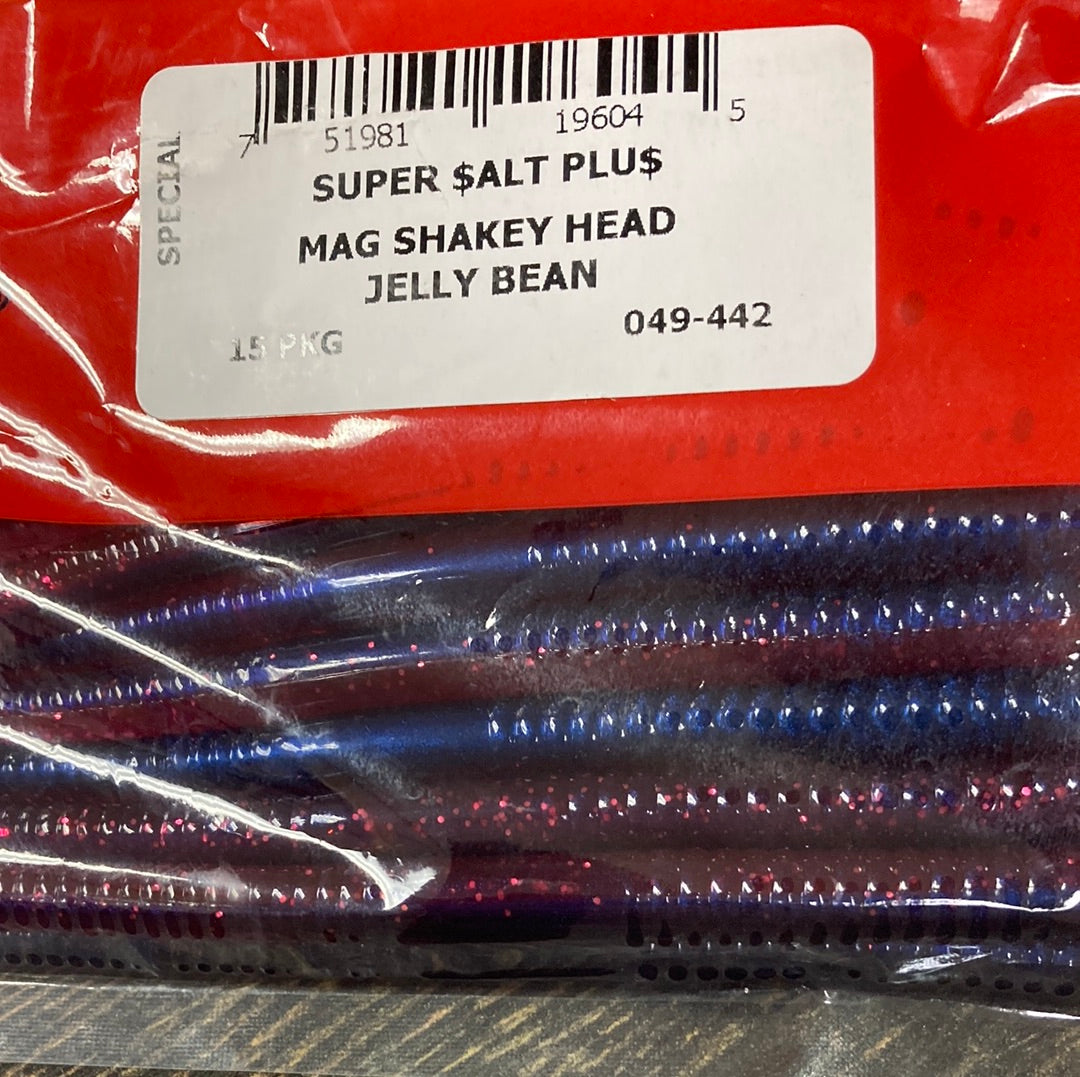 SPECIAL
7 51981 19604 5
SUPER $ALT PLU$
MAG SHAKEY HEAD
JELLY BEAN
15 PKG 049-442